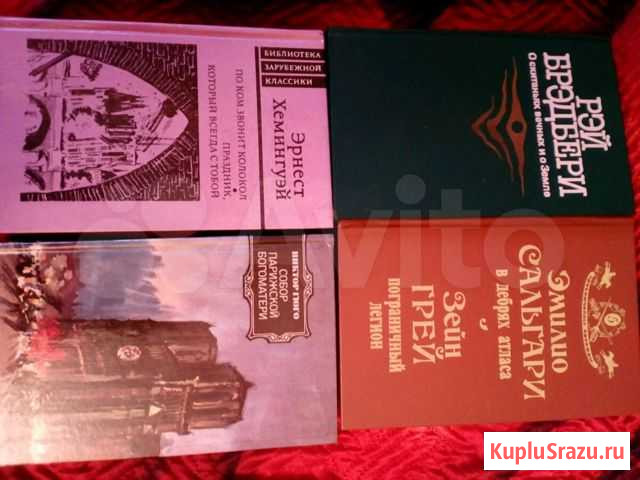 БИБЛИОТЕКА
ЗАРУБЕЖНОЙ
КЛАССИКИ
Эрнест
Хемингуэй
ПО КОМ ЗВОНИТ КОЛОКОЛ
ПРАЗДНИК,
КОТОРЫЙ ВСЕГДА С ТОБОЙ
РЭЙ
БРЭДБЕРИ
О скитаньях вечных и о Земле
ВИКТОР ГЮГО
СОБОР
ПАРИЖСКОЙ
БОГОМАТЕРИ
Эмилио
САЛЬГАРИ
в дебрях атласа
Зейн
ГРЕЙ
пограничный
легион
Avito
KupluSrazu.ru